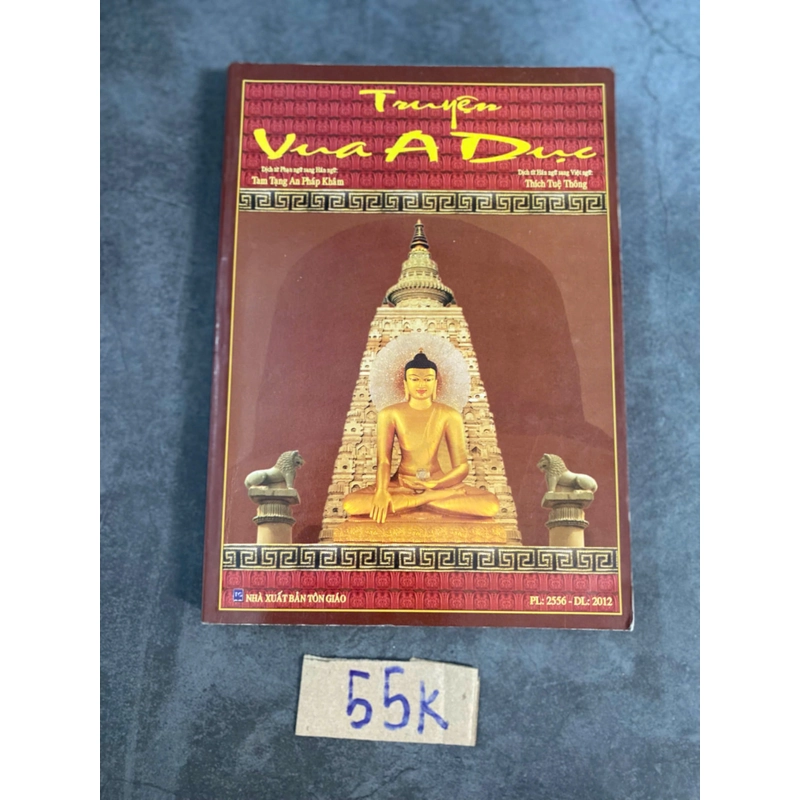 Truyện
Vua A Dục
Dịch từ Phạn ngữ sang Hán ngữ:
Tam Tạng An Pháp Khâm
Dịch từ Hán ngữ sang Việt ngữ:
Thích Tuệ Thông
NHÀ XUẤT BẢN TÔN GIÁO
PL: 2556 - DL: 2012
55K